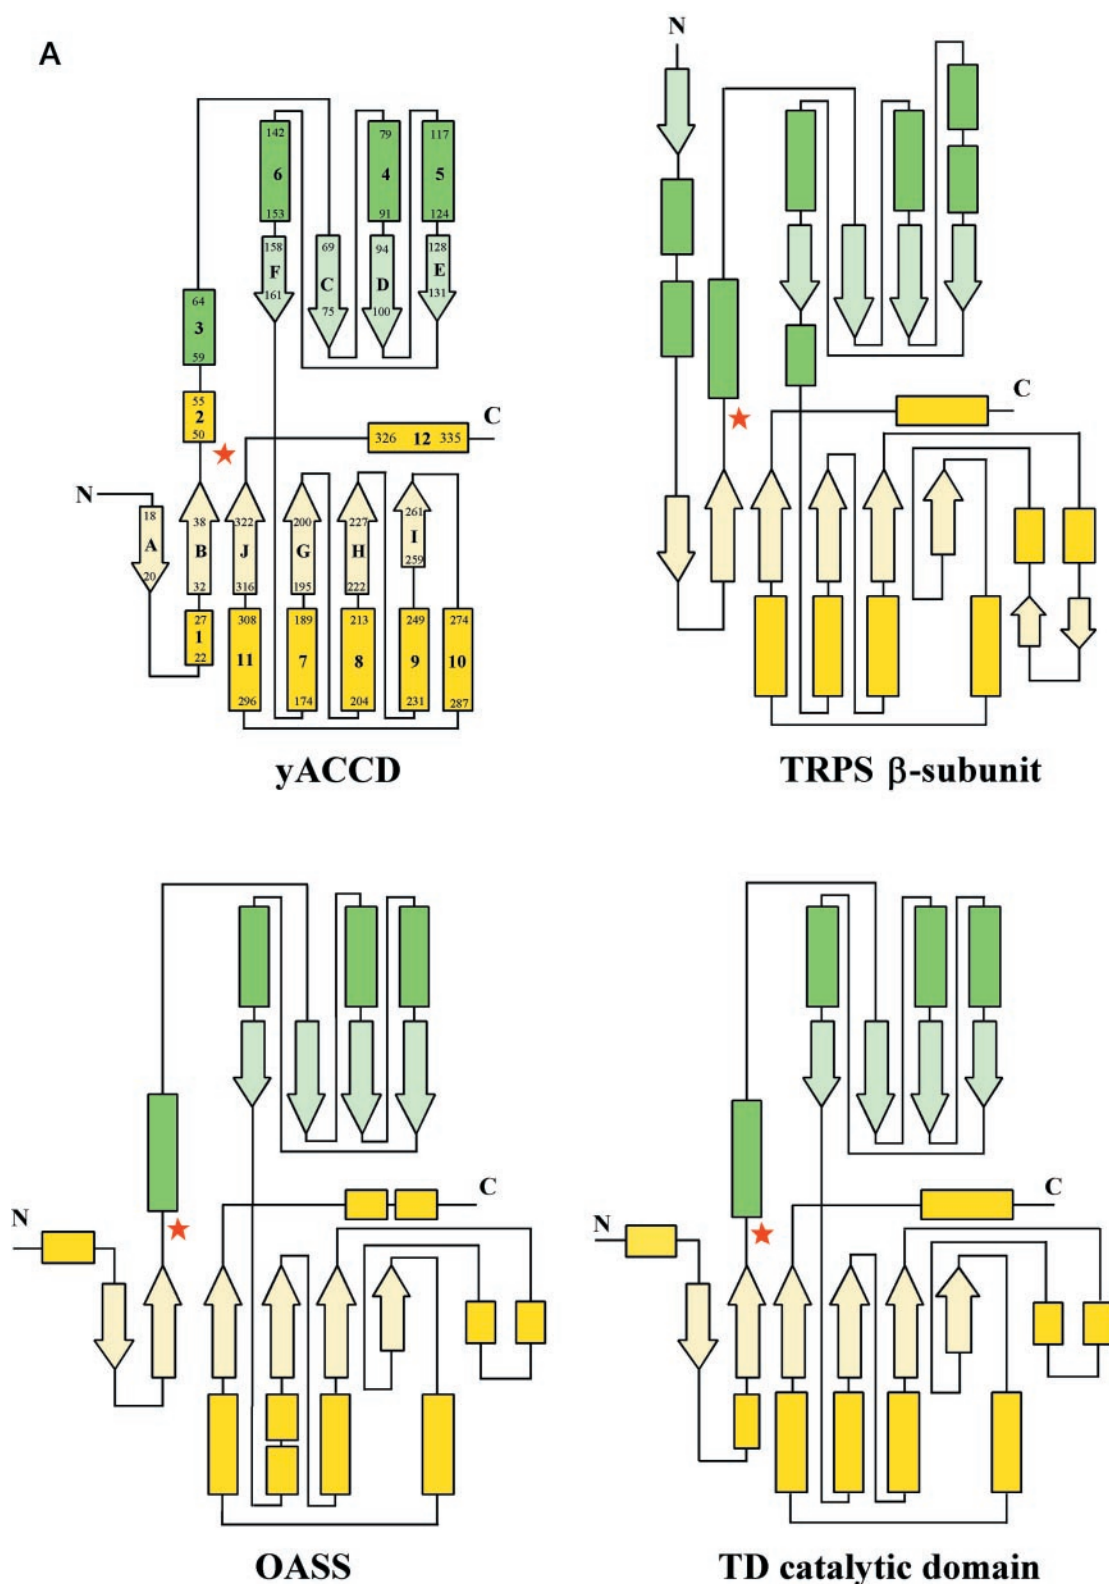 A
N
142 79 117
6 4 5
153 91 124
158 69 94 128
F C D E
161 75 100 131
64
3
59
55
2
50
C
326 12 335
N
18 38 322 200 227 261
A B J G H I
20 32 316 195 222 259
27 308 189 213 249 274
1 11 7 8 9 10
22 296 174 204 231 287
C
yACCD
TRPS β-subunit
N
C
N
C
OASS
TD catalytic domain